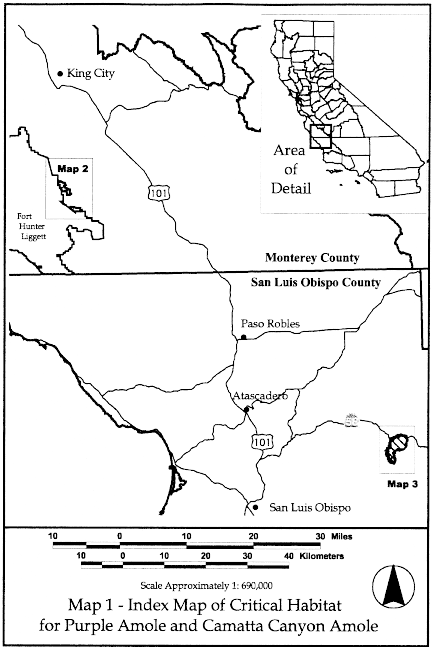 King City
Area
of
Detail
Map 2
101
Fort
Hunter
Liggett
Monterey County
San Luis Obispo County
Paso Robles
Atascadero
101
Map 3
San Luis Obispo
10 0 10 20 30 Miles
10 0 10 20 30 40 Kilometers
Scale Approximately 1: 690,000
Map 1 - Index Map of Critical Habitat
for Purple Amole and Camatta Canyon Amole